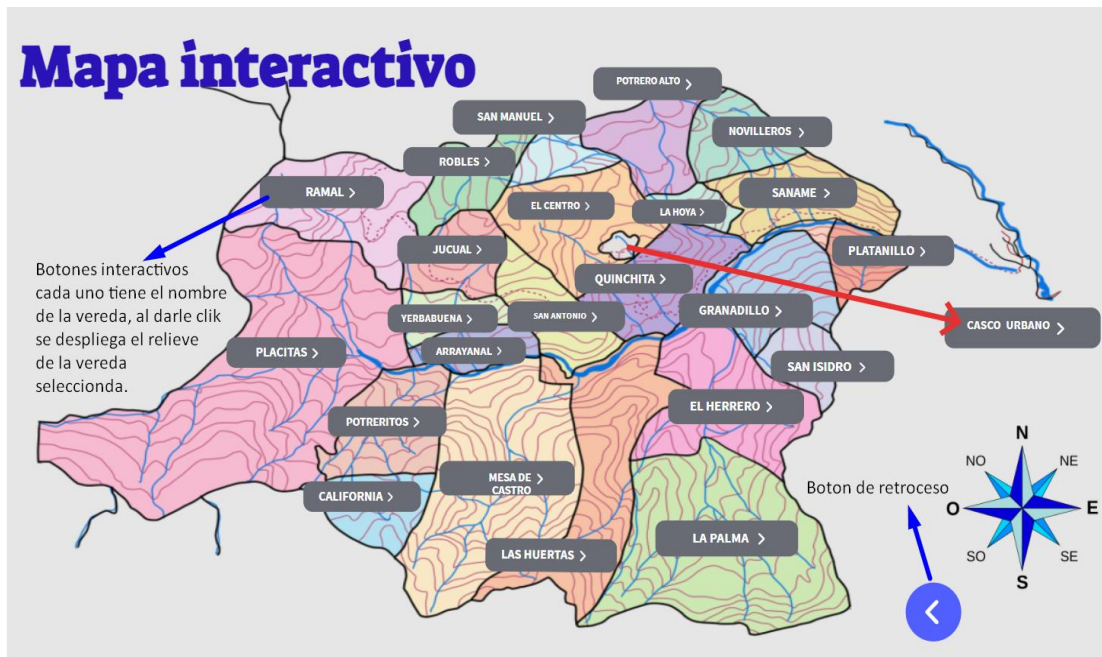 Mapa interactivo
POTRERO ALTO
SAN MANUEL
NOVILLEROS
ROBLES
RAMAL
SANAME
EL CENTRO
LA HOYA
JUCUAL
PLATANILLO
Botones interactivos
cada uno tiene el nombre
de la vereda, al darle clik
se despliega el relieve
de la vereda
seleccionda.
QUINCHITA
GRANADILLO
YERBABUENA
SAN ANTONIO
CASCO URBANO
PLACITAS
ARRAYANAL
SAN ISIDRO
EL HERRERO
POTRERITOS
MESA DE
CASTRO
CALIFORNIA
LA PALMA
LAS HUERTAS
Boton de retroceso
N
NO
NE
O
E
SO
SE
S